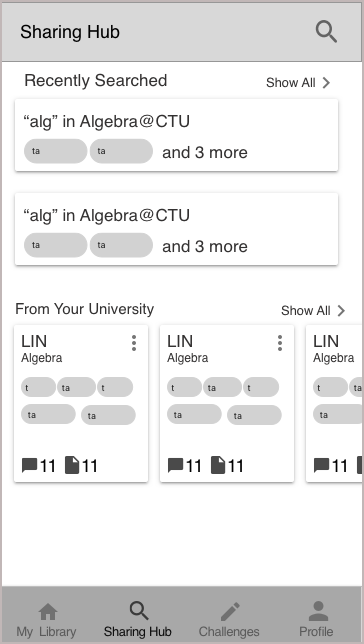 Sharing Hub
Recently Searched
Show All
“alg” in Algebra@CTU
ta ta and 3 more
“alg” in Algebra@CTU
ta ta and 3 more
From Your University
Show All
LIN
Algebra
t ta t
ta ta
11 11
LIN
Algebra
t ta t
ta ta
11 11
LIN
Algebra
t ta
ta
11
My Library Sharing Hub Challenges Profile